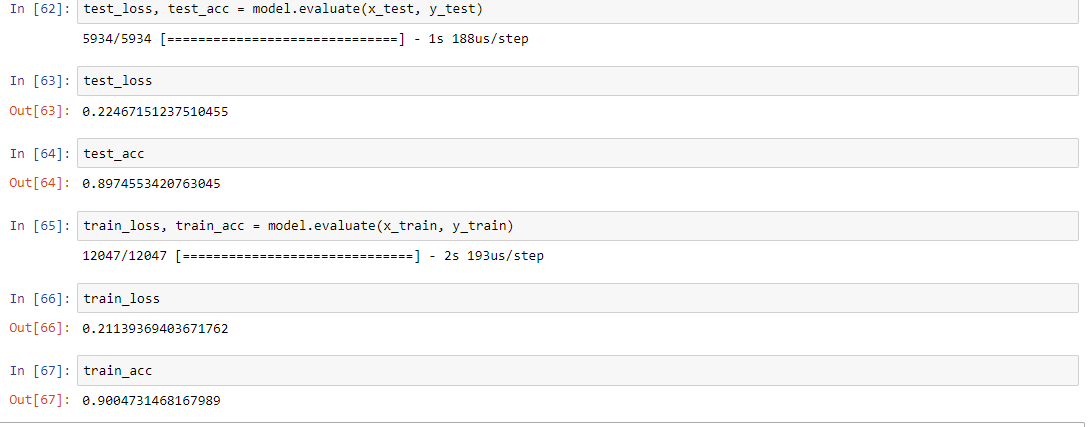 In [62]: test_loss, test_acc = model.evaluate(x_test, y_test)
5934/5934 [==============================] - 1s 188us/step
In [63]: test_loss
Out[63]: 0.22467151237510455
In [64]: test_acc
Out[64]: 0.8974553420763045
In [65]: train_loss, train_acc = model.evaluate(x_train, y_train)
12047/12047 [==============================] - 2s 193us/step
In [66]: train_loss
Out[66]: 0.21139369403671762
In [67]: train_acc
Out[67]: 0.9004731468167989